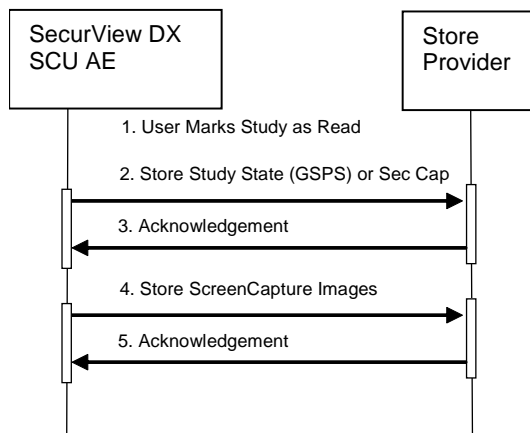 SecurView DX
SCU AE
Store
Provider
1. User Marks Study as Read
2. Store Study State (GSPS) or Sec Cap
3. Acknowledgement
4. Store ScreenCapture Images
5. Acknowledgement